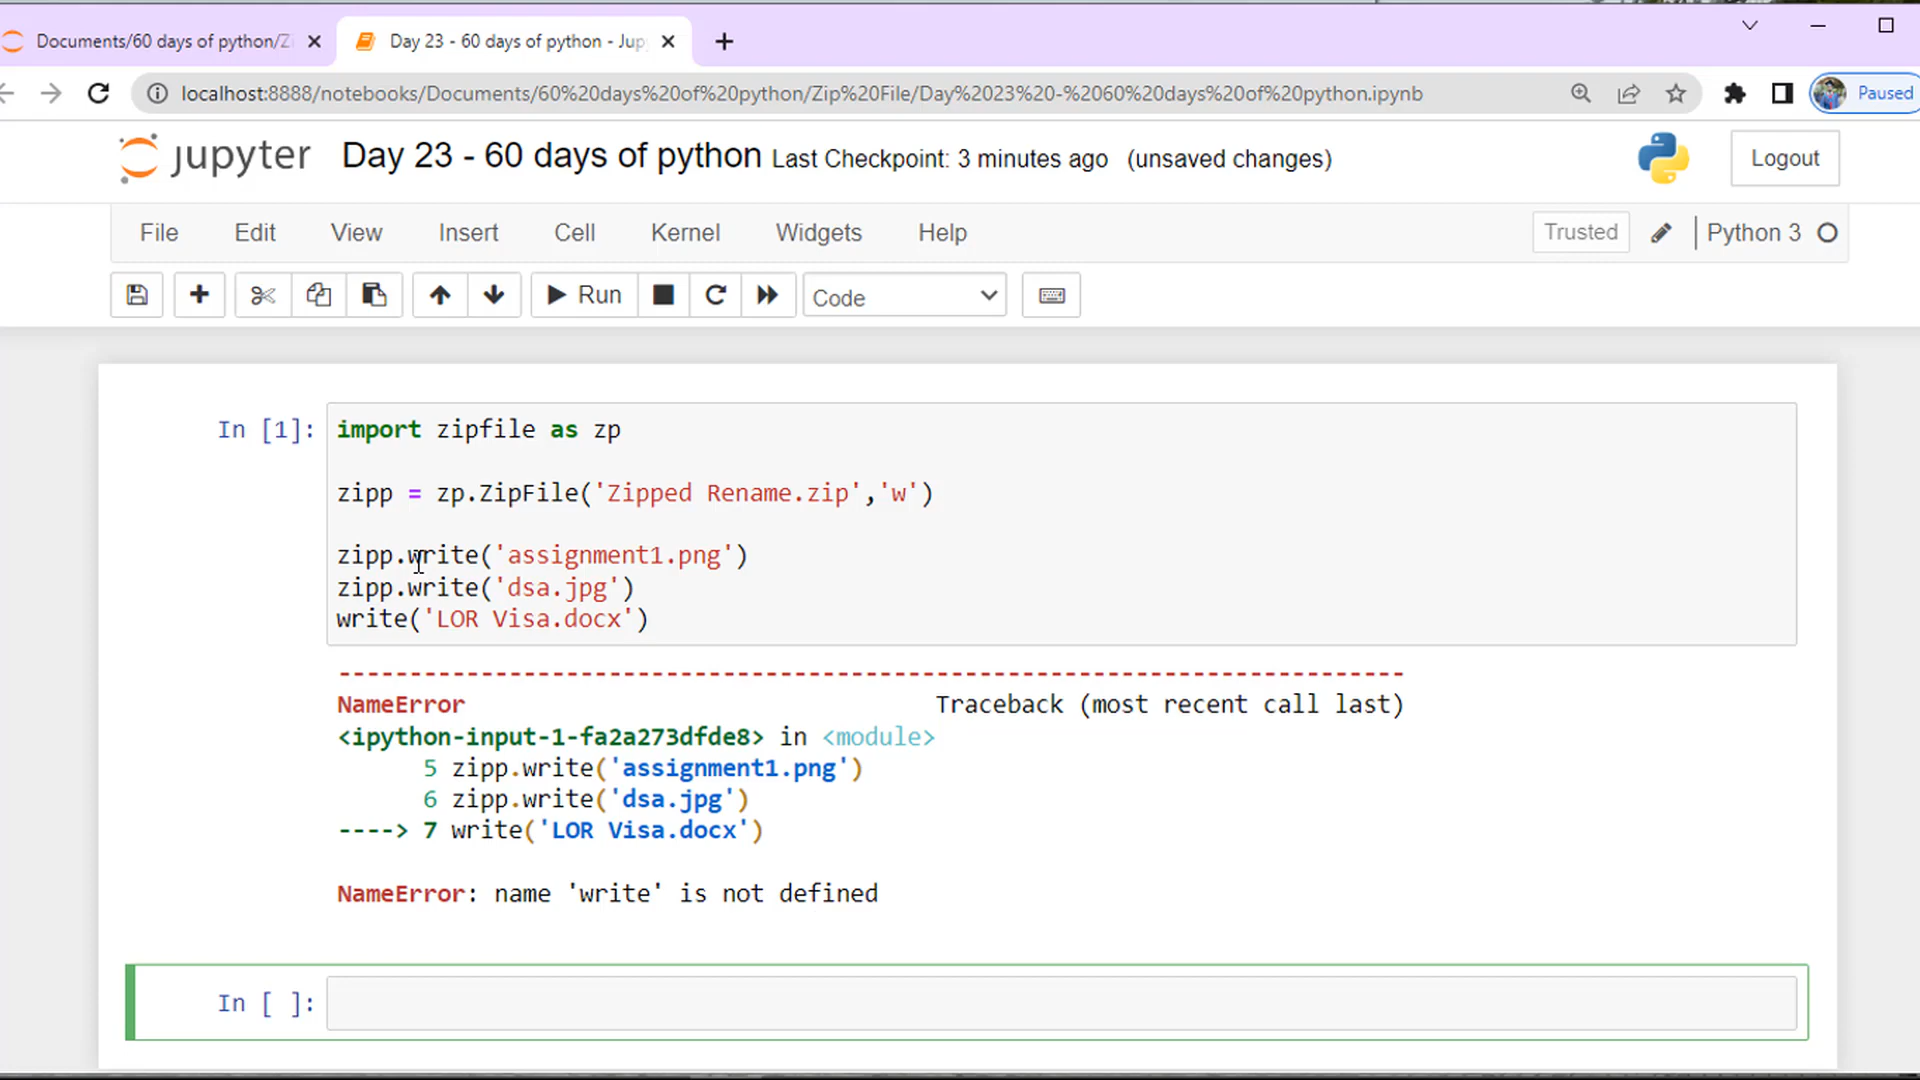 Documents/60 days of python/Zi
Day 23 - 60 days of python - Jup
localhost:8888/notebooks/Documents/60%20days%20of%20python/Zip%20File/Day%2023%20-%2060%20days%20of%20python.ipynb
Paused
jupyter Day 23 - 60 days of python Last Checkpoint: 3 minutes ago (unsaved changes)
Logout
File Edit View Insert Cell Kernel Widgets Help
Trusted
Python 3
Run
Code
In [1]: import zipfile as zp
zipp = zp.ZipFile('Zipped Rename.zip','w')
zipp.write('assignment1.png')
zipp.write('dsa.jpg')
write('LOR Visa.docx')
---------------------------------------------------------------------------
NameError Traceback (most recent call last)
<ipython-input-1-fa2a273dfde8> in <module>
5 zipp.write('assignment1.png')
6 zipp.write('dsa.jpg')
----> 7 write('LOR Visa.docx')
NameError: name 'write' is not defined
In [ ]: